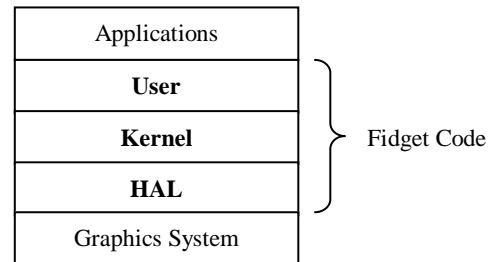 Applications
User
Kernel
Fidget Code
HAL
Graphics System